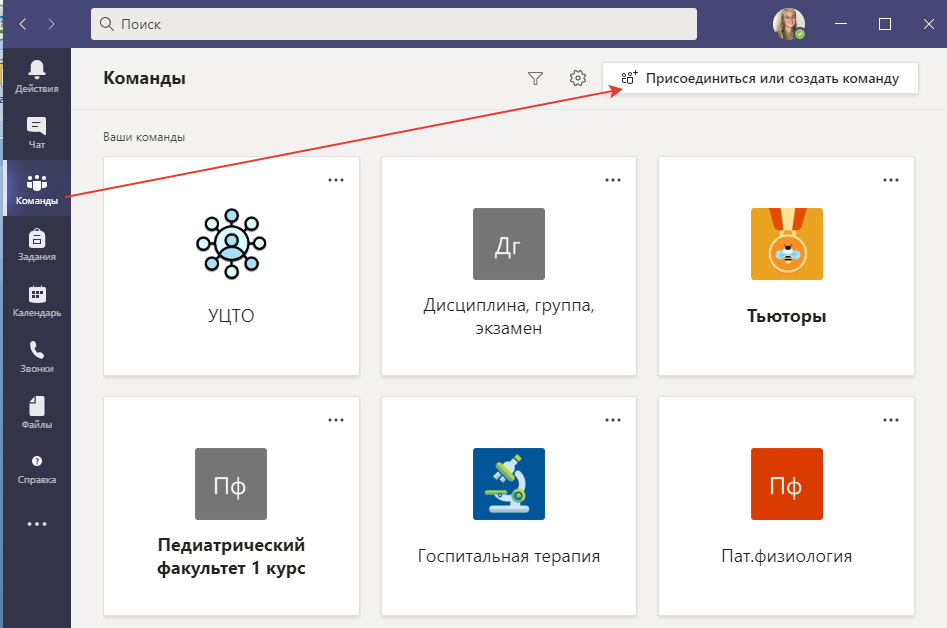 Поиск
Действия
Чат
Команды
Задания
Календарь
Звонки
Файлы
Справка
Команды
Присоединиться или создать команду
Ваши команды
УЦТО
Дг
Дисциплина, группа,
экзамен
Тьюторы
Пф
Педиатрический
факультет 1 курс
Госпитальная терапия
Пф
Пат.физиология